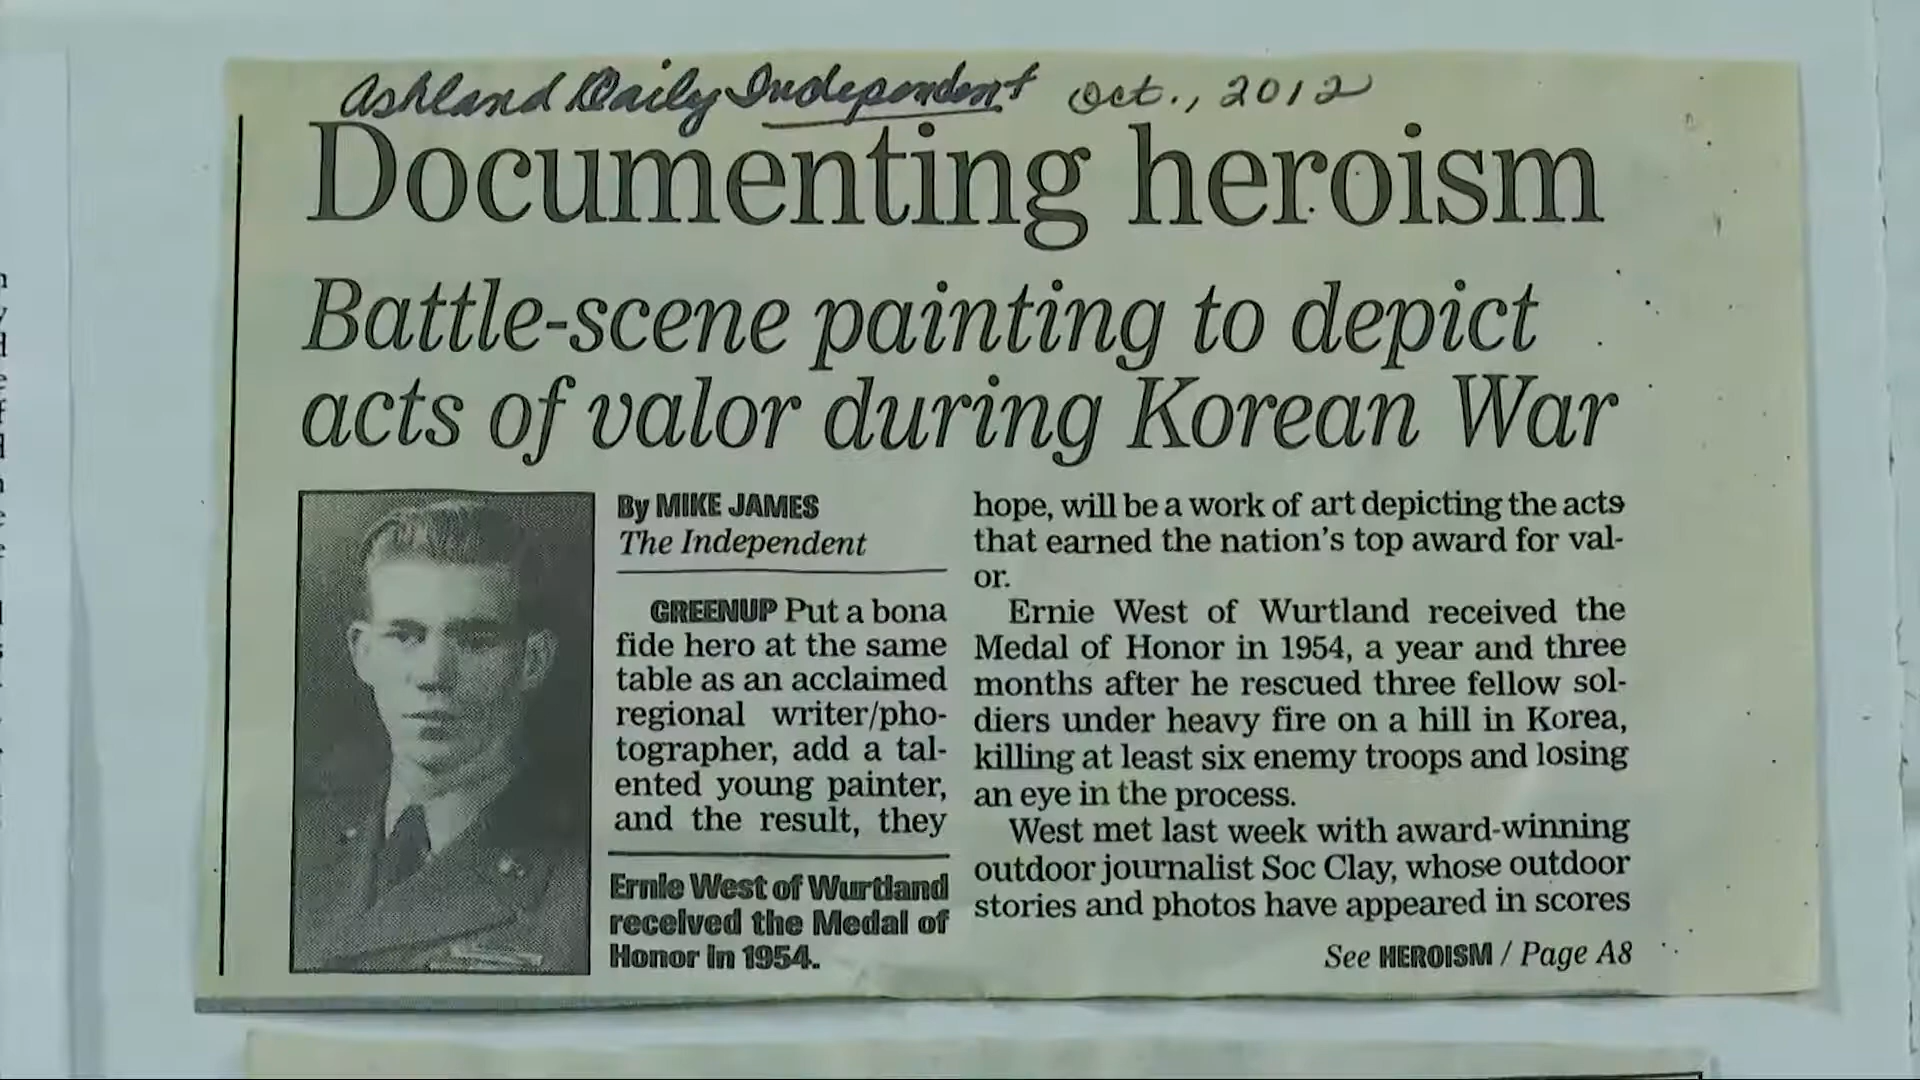 Ashland Daily Independent Oct., 2012
Documenting heroism
Battle-scene painting to depict
acts of valor during Korean War
By MIKE JAMES
The Independent
GREENUP Put a bona
fide hero at the same
table as an acclaimed
regional writer/pho-
tographer, add a tal-
ented young painter,
and the result, they
Ernie West of Wurtland
received the Medal of
Honor in 1954.
hope, will be a work of art depicting the acts
that earned the nation's top award for val-
or.
Ernie West of Wurtland received the
Medal of Honor in 1954, a year and three
months after he rescued three fellow sol-
diers under heavy fire on a hill in Korea,
killing at least six enemy troops and losing
an eye in the process.
West met last week with award-winning
outdoor journalist Soc Clay, whose outdoor
stories and photos have appeared in scores
See HEROISM / Page A8